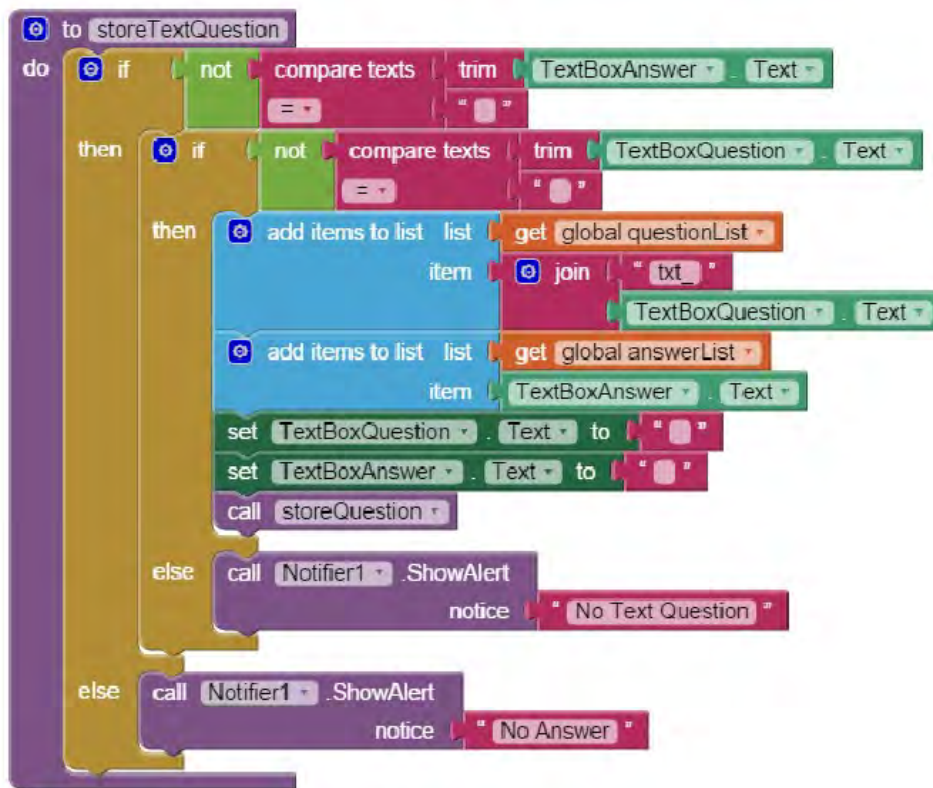 to storeTextQuestion
do if not compare texts trim TextBoxAnswer . Text
= " "
then if not compare texts trim TextBoxQuestion . Text
= " "
then add items to list list get global questionList
item join " txt_ "
TextBoxQuestion . Text
add items to list list get global answerList
item TextBoxAnswer . Text
set TextBoxQuestion . Text to " "
set TextBoxAnswer . Text to " "
call storeQuestion
else call Notifier1 .ShowAlert
notice " No Text Question "
else call Notifier1 .ShowAlert
notice " No Answer "